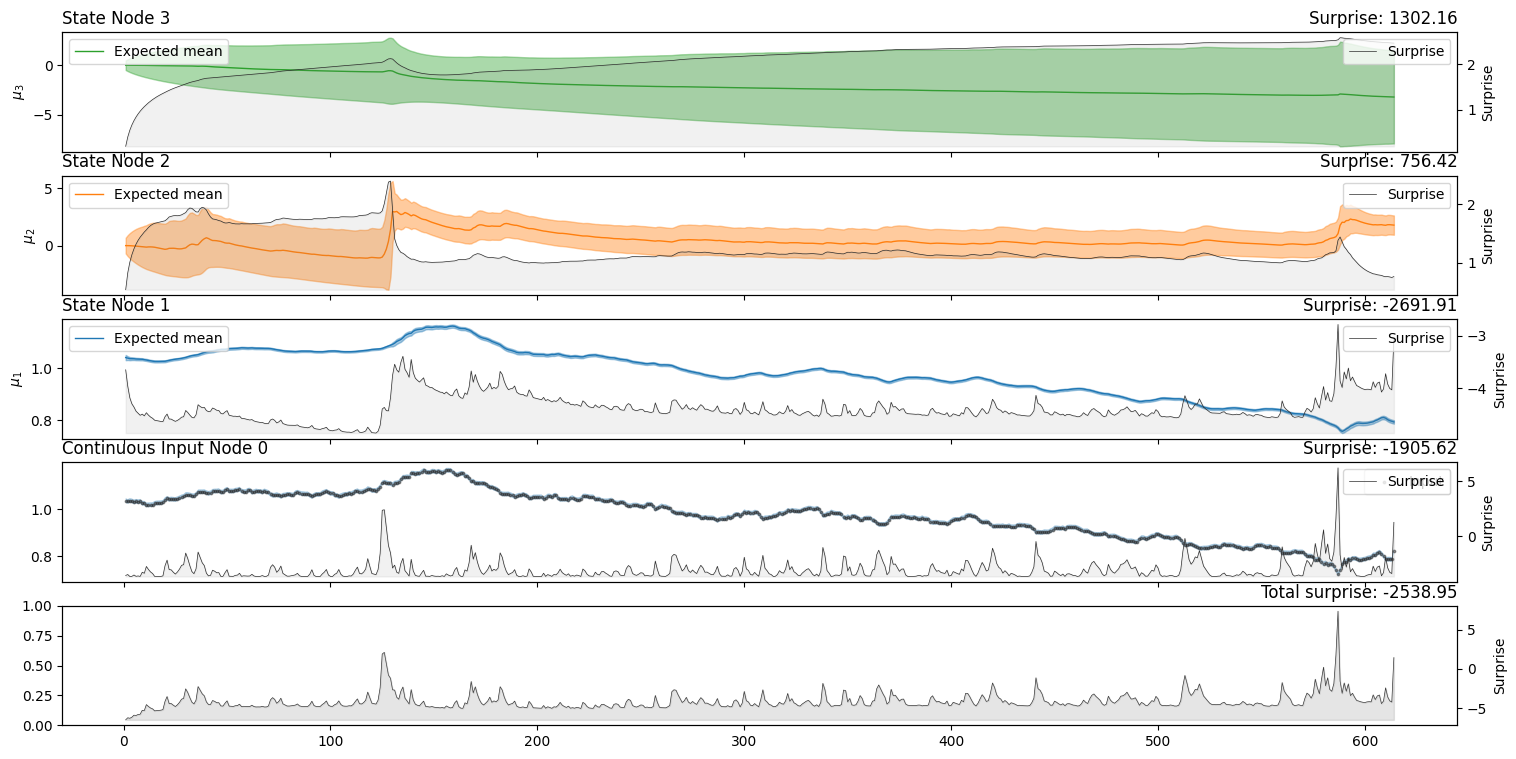 State Node 3 Surprise: 1302.16
Expected mean
Surprise
0
−5
μ3
2
1
Surprise
State Node 2 Surprise: 756.42
Expected mean
Surprise
5
0
μ2
2
1
Surprise
State Node 1 Surprise: -2691.91
Expected mean
Surprise
1.0
0.8
μ1
−3
−4
Surprise
Continuous Input Node 0 Surprise: -1905.62
Surprise
1.0
0.8
5
0
Surprise
Total surprise: -2538.95
1.00
0.75
0.50
0.25
0.00
5
0
−5
Surprise
0 100 200 300 400 500 600